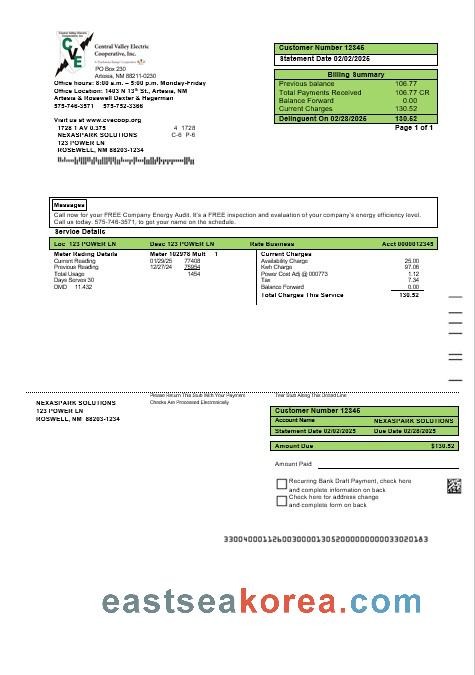 Central Valley Electric
Cooperative, Inc.
CVE
Central Valley Electric
Cooperative, Inc.
PO Box 230
Artesia, NM 88211-0230
Office hours: 8:00 a.m. – 5:00 p.m. Monday-Friday
Office Location: 1403 N 13th St., Artesia, NM
Artesia & Roswell Dexter & Hagerman
575-746-3571 575-752-3366
Visit us at www.cvecoop.org
1728 1 AV 0.375 4 1728
NEXASPARK SOLUTIONS C-6 P-6
123 POWER LN
ROSEWELL, NM 88203-1234
Customer Number 12345
Statement Date 02/02/2025
Billing Summary
Previous balance 106.77
Total Payments Received 106.77 CR
Balance Forward 0.00
Current Charges 130.52
Delinquent On 02/28/2025 130.52
Page 1 of 1
Messages
Call now for your FREE Company Energy Audit. It's a FREE inspection and evaluation of your company's energy efficiency level.
Call us today. 575-746-3571, to get your name on the schedule.
Service Details
Loc 123 POWER LN Desc 123 POWER LN Rate Business Acct 0000012345
Meter Rading Details Meter 102978 Mult 1 Current Charges
Current Reading 01/29/25 77408 Availability Charge 25.00
Previous Reading 12/27/24 75954 Kwh Charge 97.06
Total Usage 1454 Power Cost Adj @ 000773 1.12
Days Serves 30 Tax 7.34
DMD 11.432 Balance Forward 0.00
Total Charges This Service 130.52
Please Return This Stub With Your Payment Tear Stub Along This Dotted Line
Checks Are Processed Electronically
NEXASPARK SOLUTIONS
123 POWER LN
ROSWELL, NM 88203-1234
Customer Number 12345
Account Name NEXASPARK SOLUTIONS
Statement Date 02/02/2025 Due Date 02/28/2025
Amount Due $130.52
Amount Paid
Recurring Bank Draft Payment, check here
and complete information on back
Check here for address change
and complete form on back
33004000112600300001305200000000033020183
eastseakorea.com